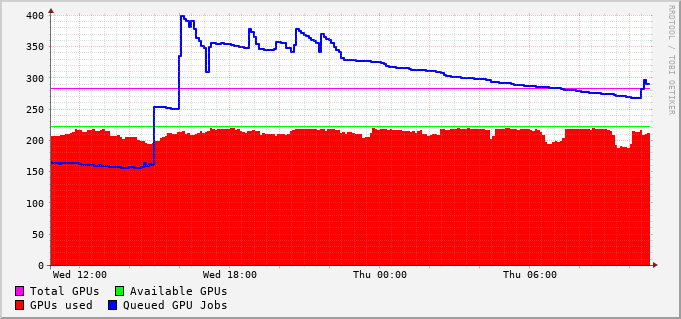 400
350
300
250
200
150
100
50
0
Wed 12:00 Wed 18:00 Thu 00:00 Thu 06:00
Total GPUs Available GPUs
GPUs used Queued GPU Jobs
RRDTOOL / TOBI OETIKER